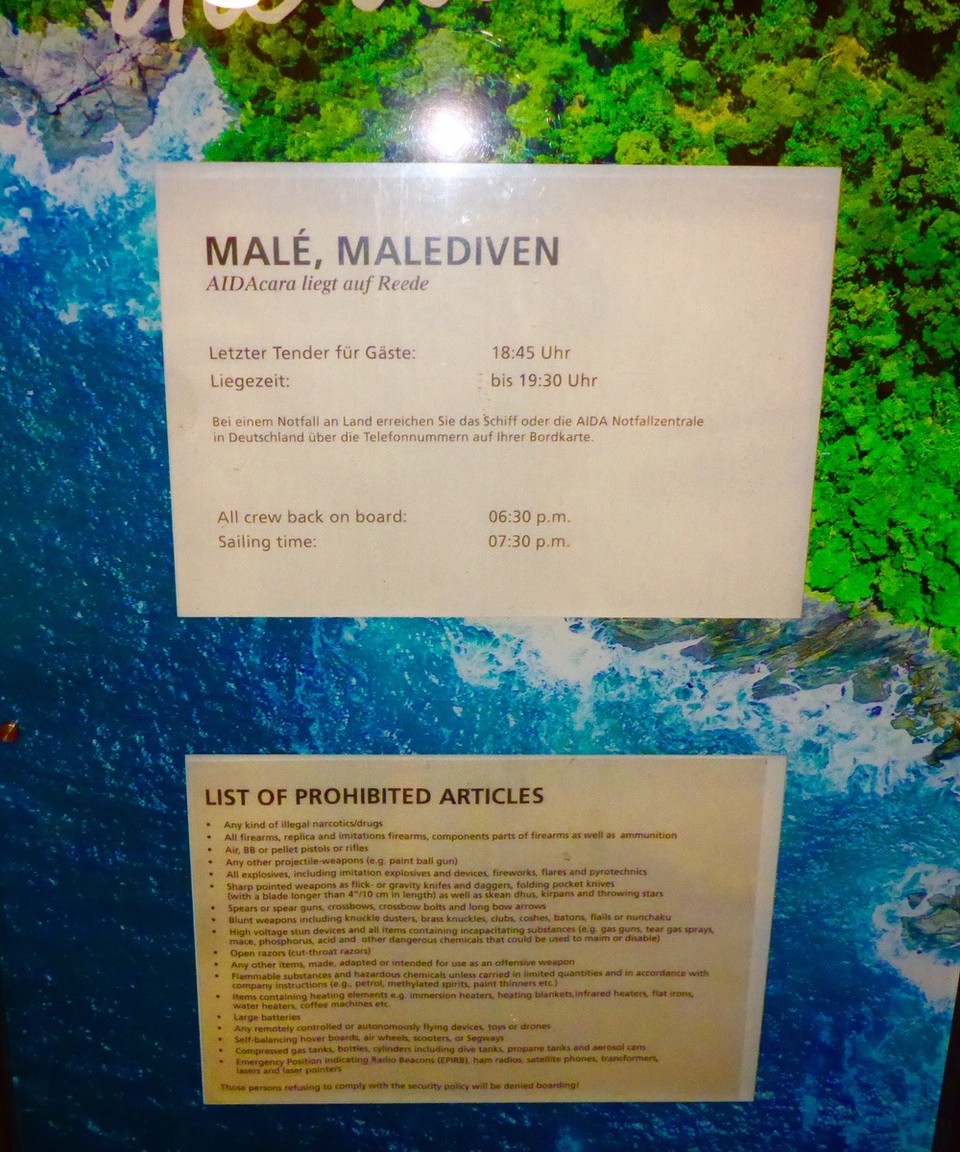 MALÉ, MALEDIVEN
AIDAcara liegt auf Reede
Letzter Tender für Gäste: 18:45 Uhr
Liegezeit: bis 19:30 Uhr
Bei einem Notfall an Land erreichen Sie das Schiff oder die AIDA Notfallzentrale
in Deutschland über die Telefonnummern auf Ihrer Bordkarte.
All crew back on board: 06:30 p.m.
Sailing time: 07:30 p.m.
LIST OF PROHIBITED ARTICLES
• Any kind of illegal narcotics/drugs
• All firearms, replica and imitations firearms, components parts of firearms as well as ammunition
• Air, BB or pellet pistols or rifles
• Any other projectile-weapons (e.g. paint ball gun)
• All explosives, including imitation explosives and devices, fireworks, flares and pyrotechnics
• Sharp pointed weapons as flick- or gravity knifes and daggers, folding pocket knives
(with a blade longer than 4"/10 cm in length) as well as skean dhus, kirpans and throwing stars
• Spears or spear guns, crossbows, crossbow bolts and long bow arrows
• Blunt weapons including knuckle dusters, brass knuckles, clubs, coshes, batons, flails or nunchaku
• High voltage stun devices and all items containing incapacitating substances (e.g. gas guns, tear gas sprays,
mace, phosphorus, acid and other dangerous chemicals that could be used to maim or disable)
• Open razors (cut-throat razors)
• Any other items, made, adapted or intended for use as an offensive weapon
• Flammable substances and hazardous chemicals unless carried in limited quantities and in accordance with
company instructions (e.g., petrol, methylated spirits, paint thinners etc.)
• Items containing heating elements e.g. immersion heaters, heating blankets,infrared heaters, flat irons,
water heaters, coffee machines etc.
• Large batteries
• Any remotely controlled or autonomously flying devices, toys or drones
• Self-balancing hover boards, air wheels, scooters, or Segways
• Compressed gas tanks, bottles, cylinders including dive tanks, propane tanks and aerosol cans
• Emergency Position Indicating Radio Beacons (EPIRB), ham radios, satellite phones, transformers,
lasers and laser pointers
Those persons refusing to comply with the security policy will be denied boarding!